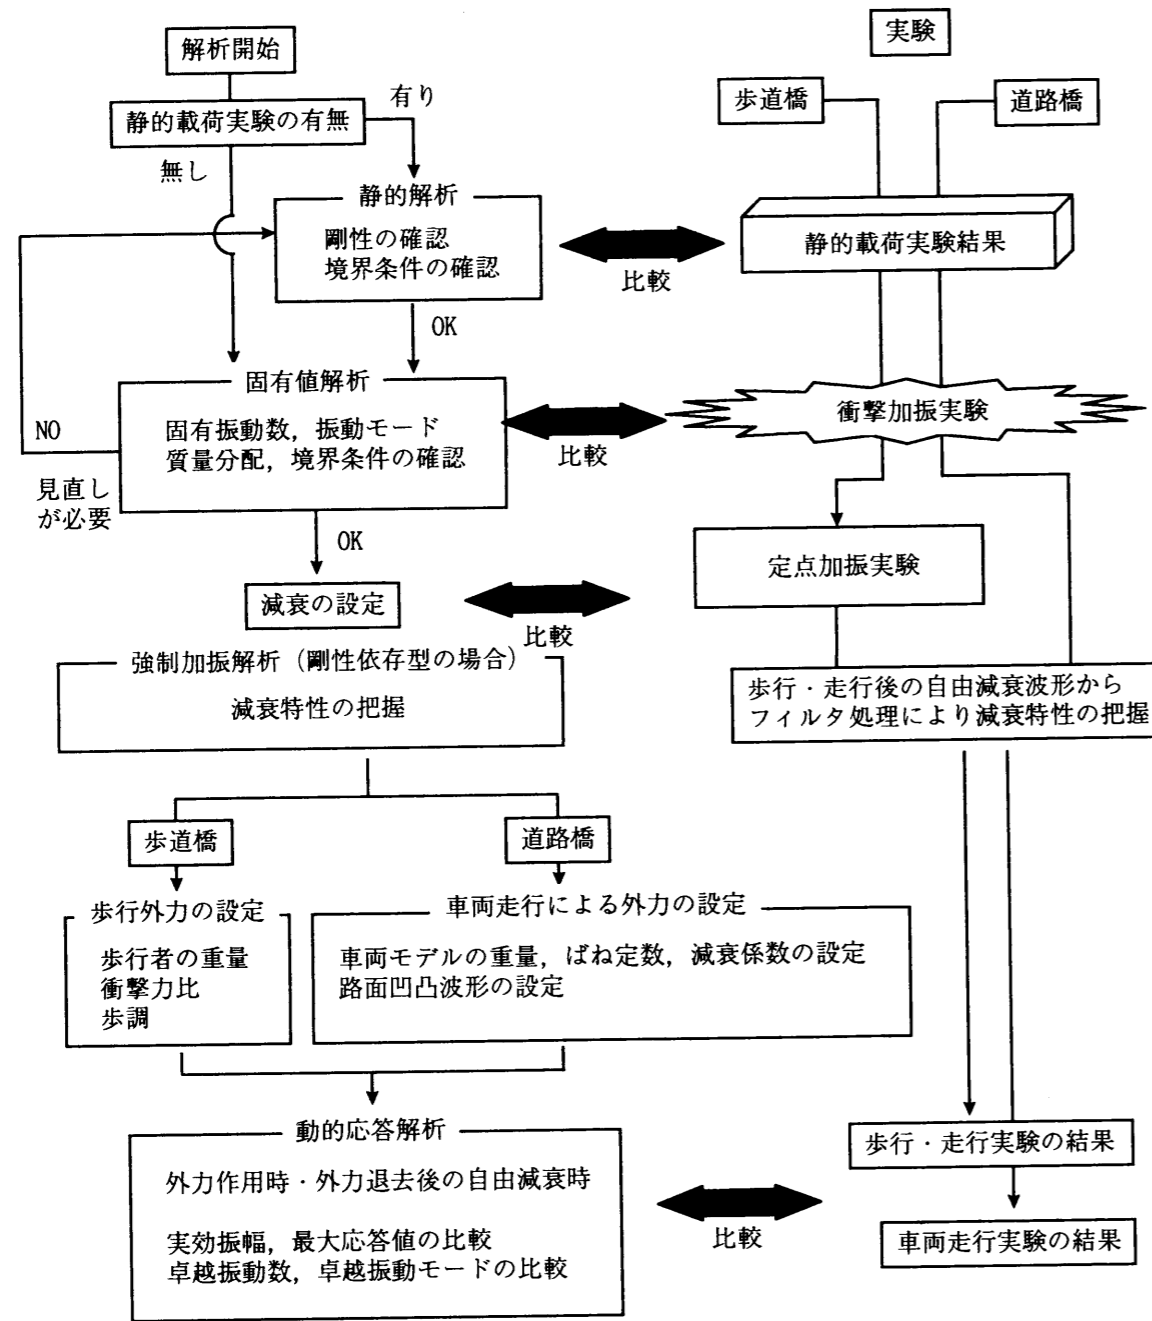 解析開始
静的載荷実験の有無
有り
無し
静的解析
剛性の確認
境界条件の確認
OK
固有値解析
固有振動数，振動モード
質量分配，境界条件の確認
NO
見直し
が必要
OK
減衰の設定
強制加振解析（剛性依存型の場合）
減衰特性の把握
歩道橋
道路橋
歩行外力の設定
歩行者の重量
衝撃力比
歩調
車両走行による外力の設定
車両モデルの重量，ばね定数，減衰係数の設定
路面凹凸波形の設定
動的応答解析
外力作用時・外力退去後の自由減衰時
実効振幅，最大応答値の比較
卓越振動数，卓越振動モードの比較
比較
比較
比較
比較
実験
歩道橋
道路橋
静的載荷実験結果
衝撃加振実験
定点加振実験
歩行・走行後の自由減衰波形から
フィルタ処理により減衰特性の把握
歩行・走行実験の結果
車両走行実験の結果